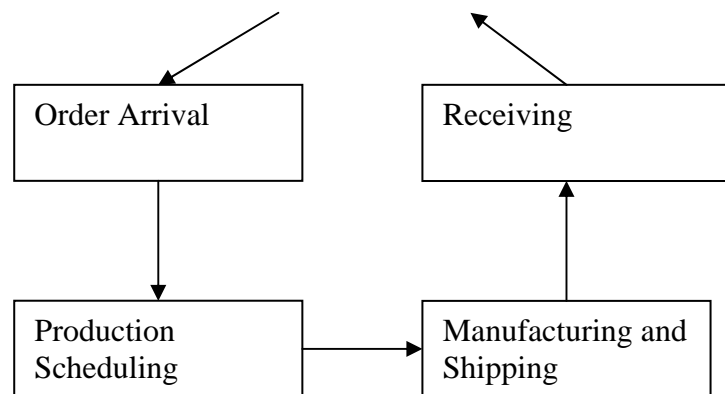 Order Arrival
Receiving
Production
Scheduling
Manufacturing and
Shipping